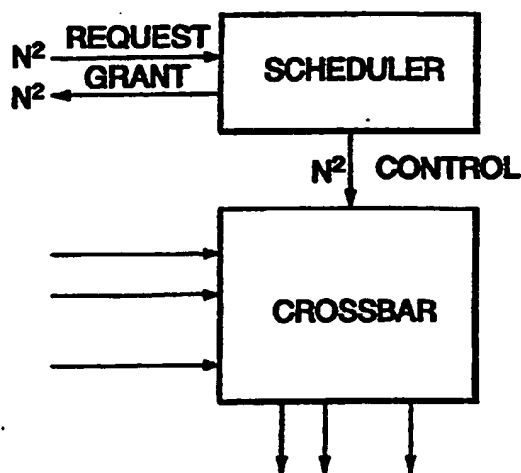 N² REQUEST
N² GRANT
SCHEDULER
N² CONTROL
CROSSBAR